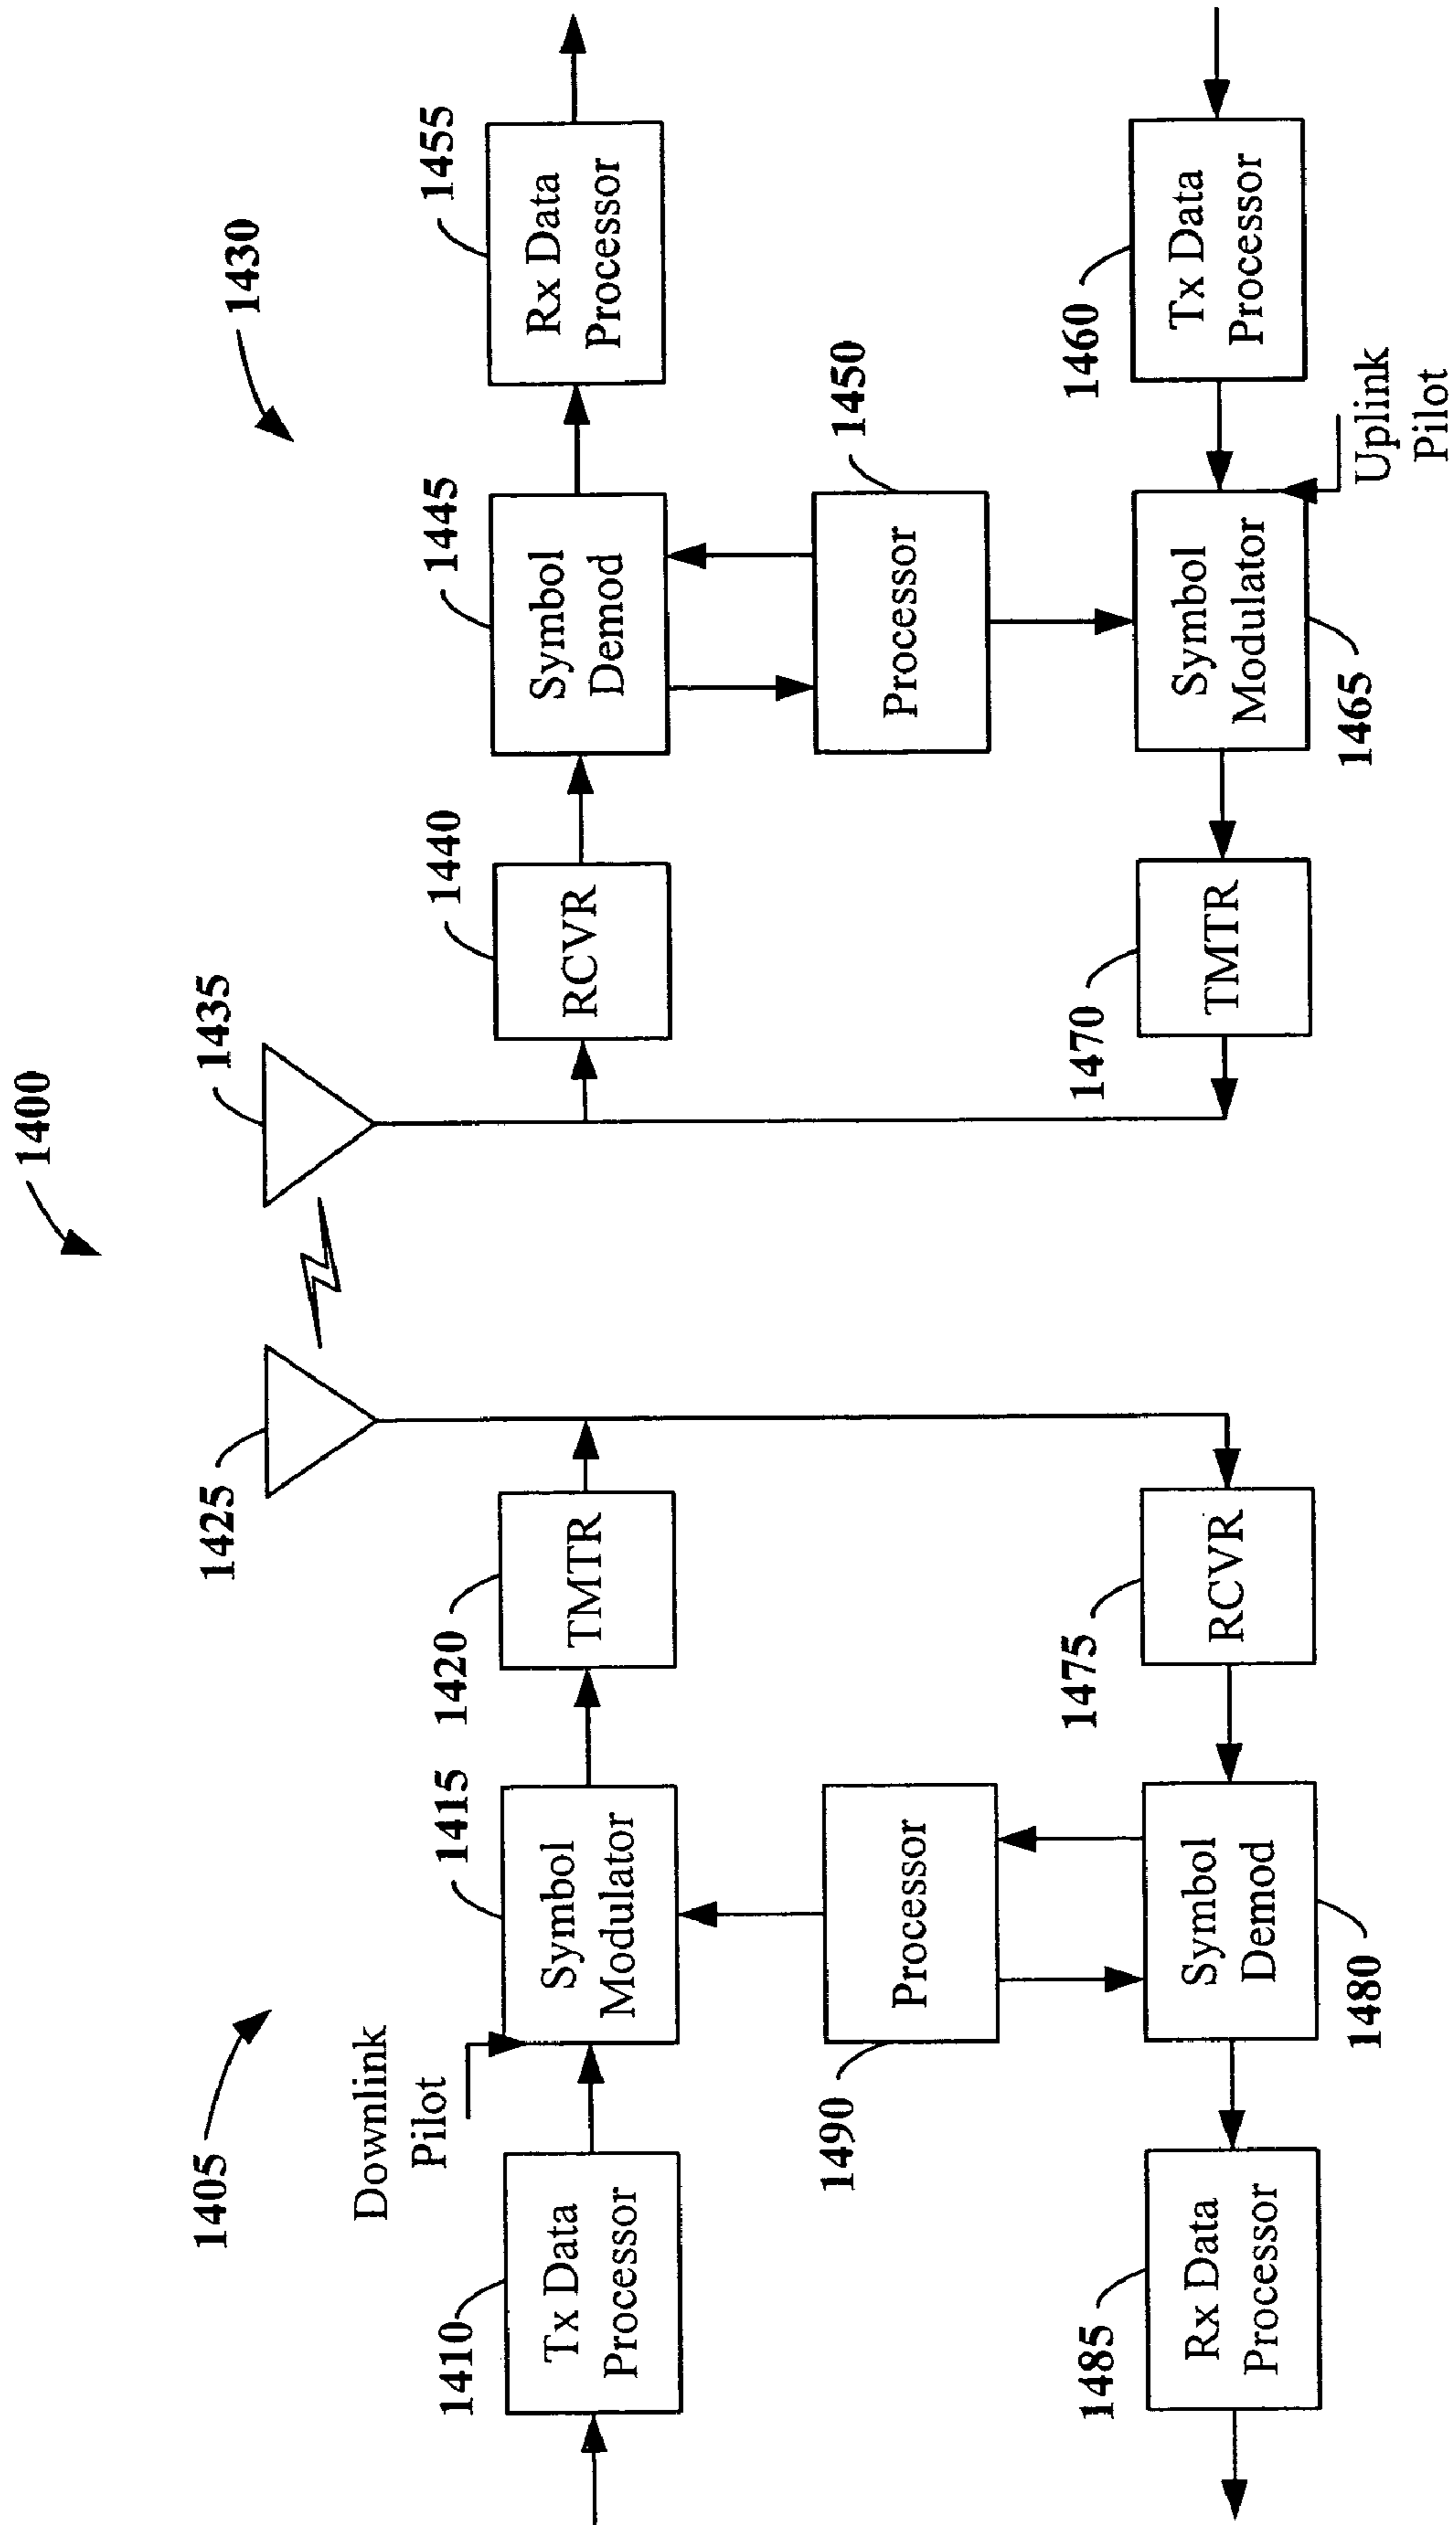 1400
1405
1430
1425
1435
Downlink
Pilot
1410
Tx Data
Processor
1415
Symbol
Modulator
1420
TMTR
1440
RCVR
1445
Symbol
Demod
1455
Rx Data
Processor
1490
Processor
1450
Processor
1485
Rx Data
Processor
1480
Symbol
Demod
1475
RCVR
1470
TMTR
1465
Symbol
Modulator
1460
Tx Data
Processor
Uplink
Pilot